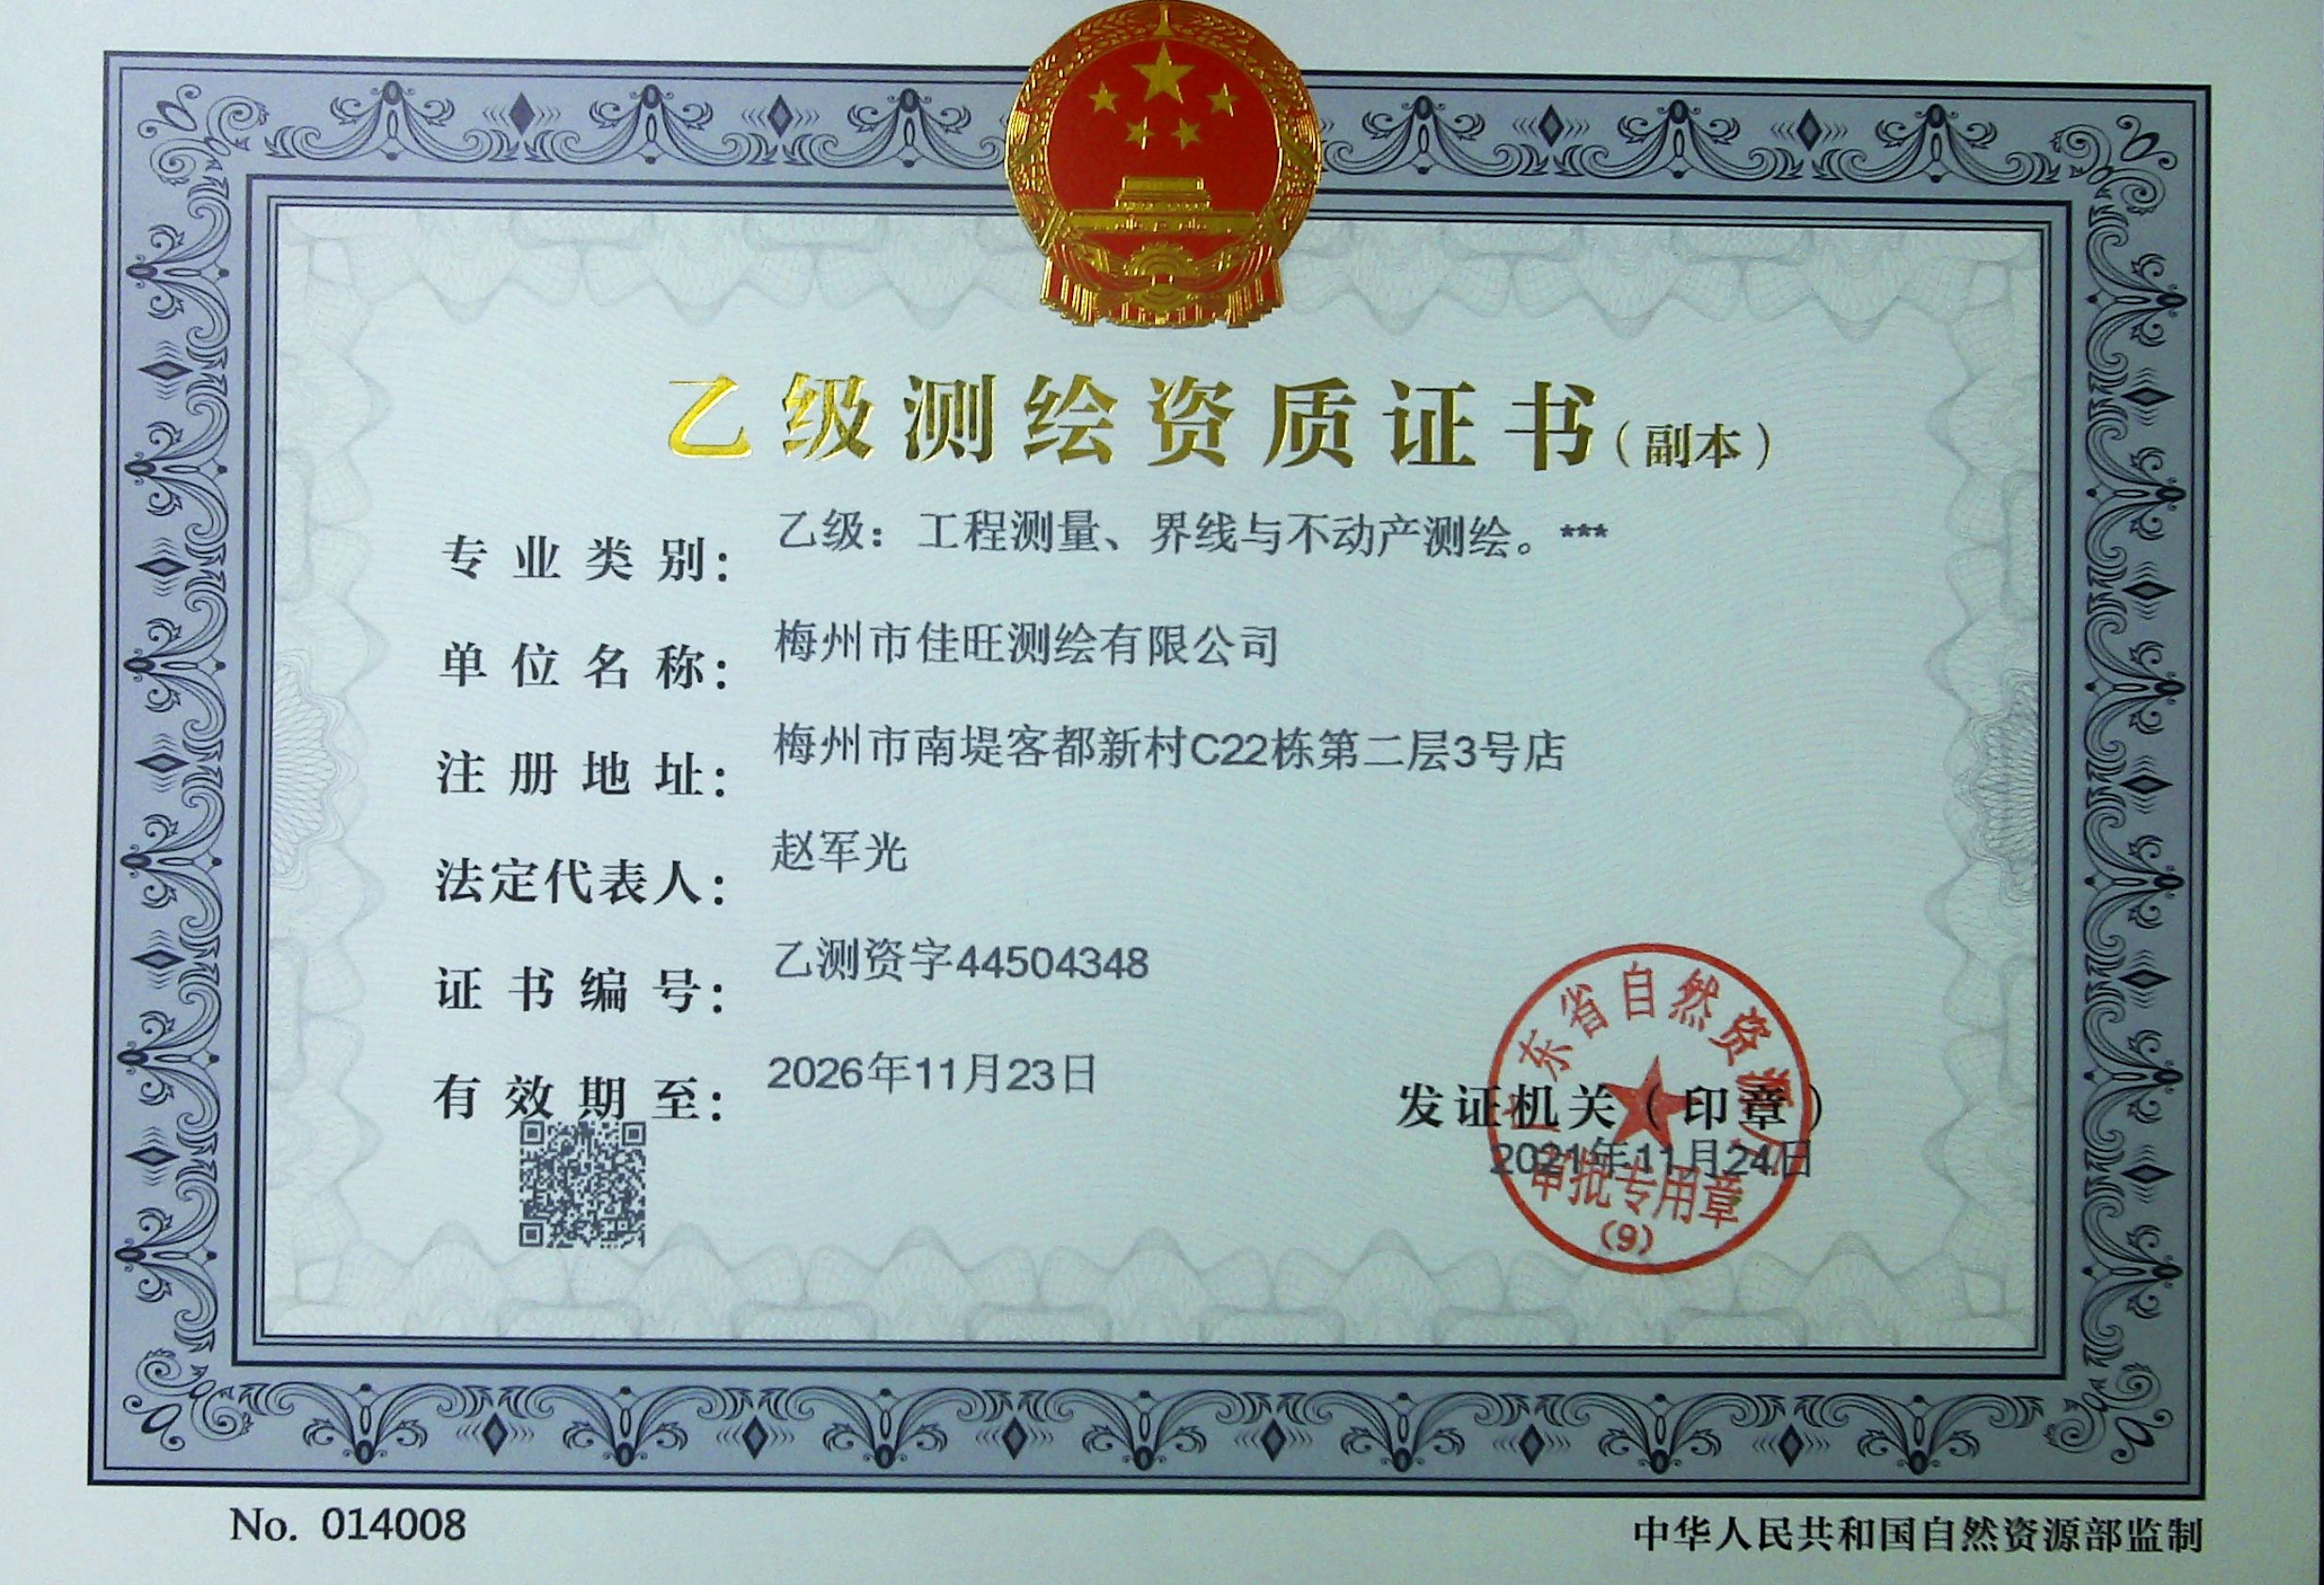 乙级测绘资质证书（副本）
专业类别：乙级：工程测量、界线与不动产测绘。***
单位名称：梅州市佳旺测绘有限公司
注册地址：梅州市南堤客都新村C22栋第二层3号店
法定代表人：赵军光
证书编号：乙测资字44504348
有效期至：2026年11月23日
发证机关（印章）
2021年11月24日
广东省自然资源厅
审批专用章
(9)
No. 014008
中华人民共和国自然资源部监制